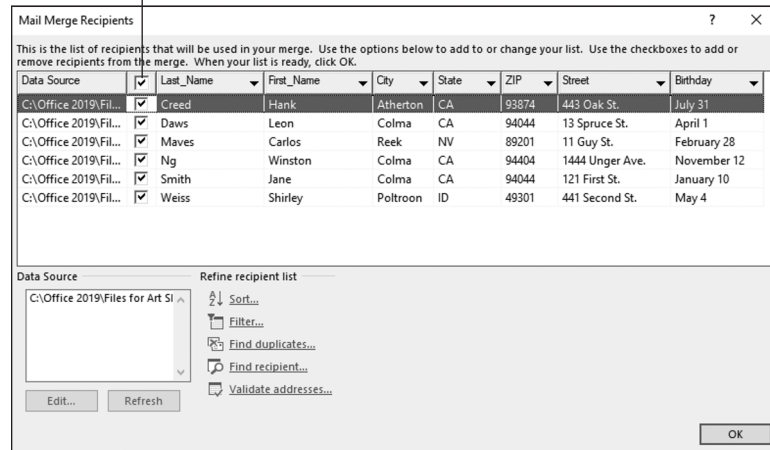 Mail Merge Recipients ? ×
This is the list of recipients that will be used in your merge. Use the options below to add to or change your list. Use the checkboxes to add or
remove recipients from the merge. When your list is ready, click OK.
Data Source Last_Name First_Name City State ZIP Street Birthday
C:\Office 2019\Fil... Creed Hank Atherton CA 93874 443 Oak St. July 31
C:\Office 2019\Fil... Daws Leon Colma CA 94044 13 Spruce St. April 1
C:\Office 2019\Fil... Maves Carlos Reek NV 89201 11 Guy St. February 28
C:\Office 2019\Fil... Ng Winston Colma CA 94404 1444 Unger Ave. November 12
C:\Office 2019\Fil... Smith Jane Colma CA 94044 121 First St. January 10
C:\Office 2019\Fil... Weiss Shirley Poltroon ID 49301 441 Second St. May 4
Data Source Refine recipient list
C:\Office 2019\Files for Art Sl
Sort...
Filter...
Find duplicates...
Find recipient...
Validate addresses...
Edit... Refresh
OK